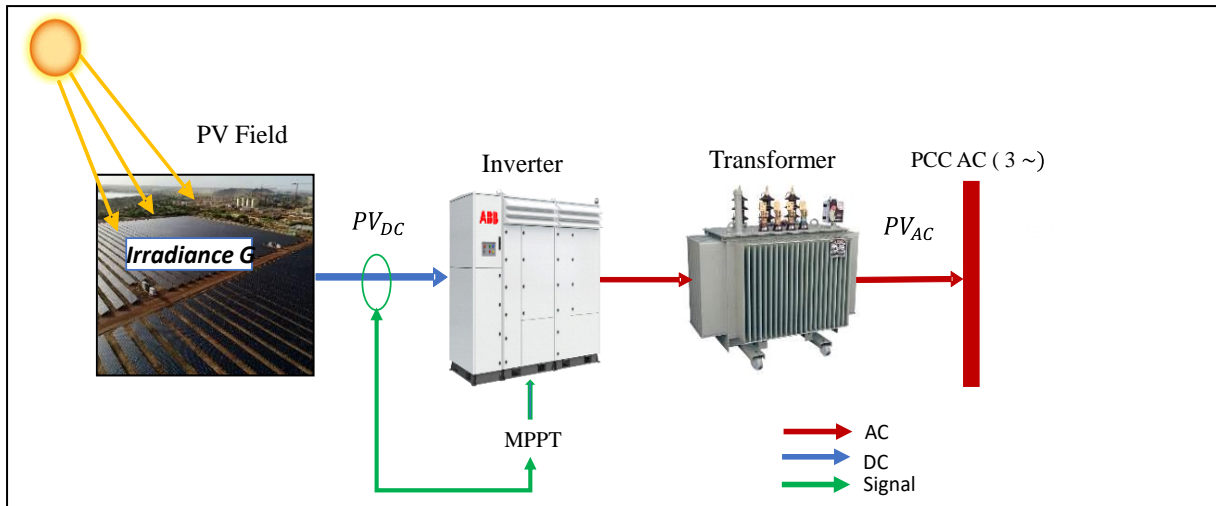 PV Field
Inverter
Transformer
PCC AC ( 3 ~)
PV_DC
ABB
PV_AC
Irradiance G
MPPT
AC
DC
Signal